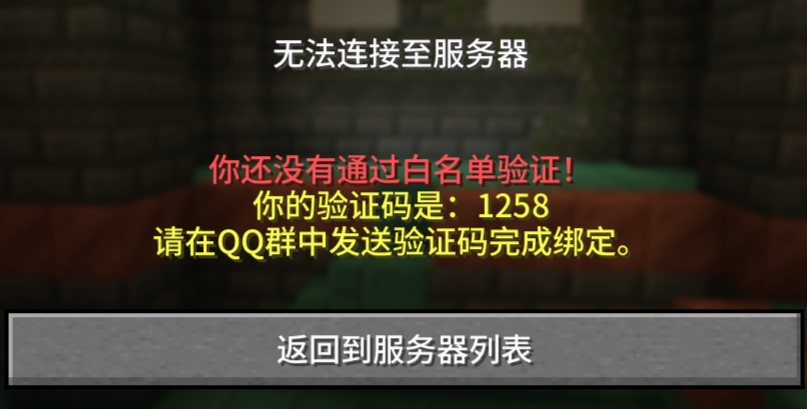 无法连接至服务器
你还没有通过白名单验证！
你的验证码是：1258
请在QQ群中发送验证码完成绑定。
返回到服务器列表